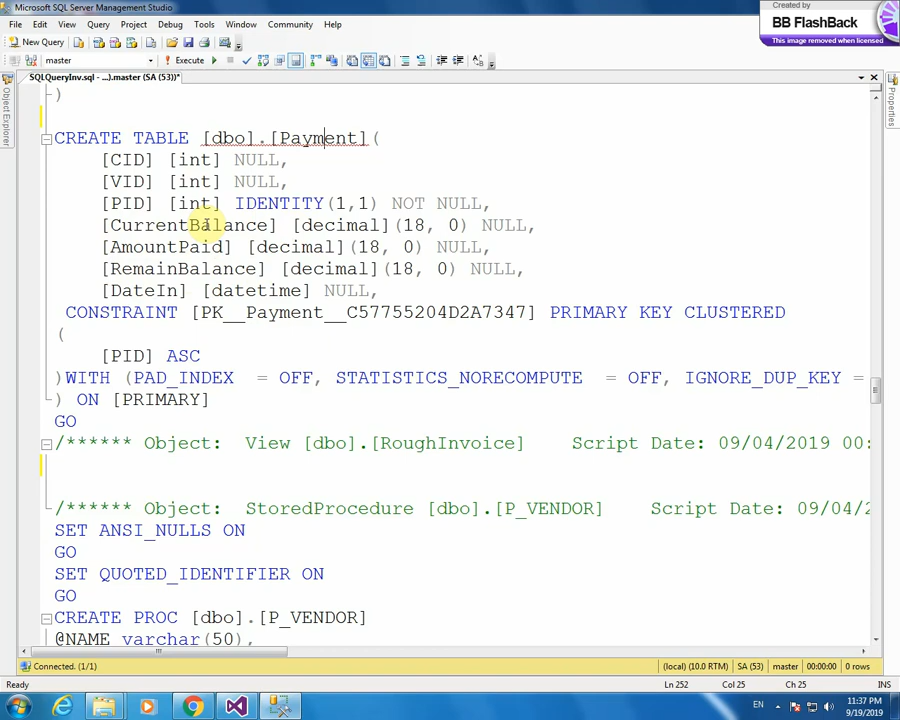 Microsoft SQL Server Management Studio
Created by
BB FlashBack
This image removed when licensed
File Edit View Query Project Debug Tools Window Community Help
New Query
master
Execute
SQLQueryInv.sql - ...).master (SA (53))*
Object Explorer
Properties
)
CREATE TABLE [dbo].[Payment](
[CID] [int] NULL,
[VID] [int] NULL,
[PID] [int] IDENTITY(1,1) NOT NULL,
[CurrentBalance] [decimal](18, 0) NULL,
[AmountPaid] [decimal](18, 0) NULL,
[RemainBalance] [decimal](18, 0) NULL,
[DateIn] [datetime] NULL,
CONSTRAINT [PK__Payment__C57755204D2A7347] PRIMARY KEY CLUSTERED
(
[PID] ASC
)WITH (PAD_INDEX = OFF, STATISTICS_NORECOMPUTE = OFF, IGNORE_DUP_KEY =
) ON [PRIMARY]
GO
/****** Object: View [dbo].[RoughInvoice] Script Date: 09/04/2019 00:
/****** Object: StoredProcedure [dbo].[P_VENDOR] Script Date: 09/04/2
SET ANSI_NULLS ON
GO
SET QUOTED_IDENTIFIER ON
GO
CREATE PROC [dbo].[P_VENDOR]
@NAME varchar(50),
Connected. (1/1) (local) (10.0 RTM) SA (53) master 00:00:00 0 rows
Ready Ln 252 Col 25 Ch 25 INS
EN 11:37 PM
9/19/2019